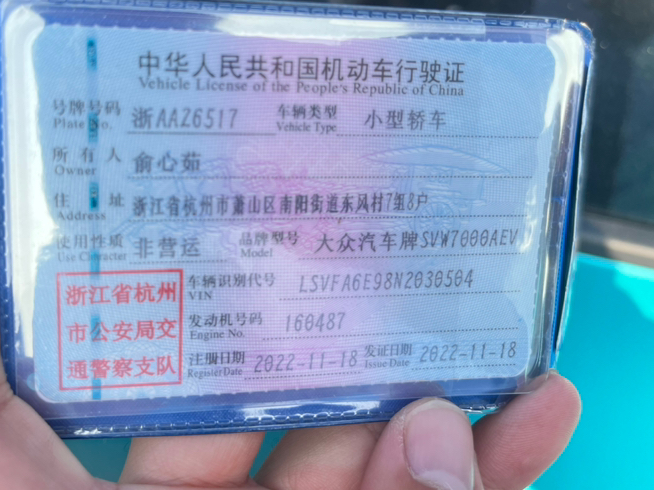 中华人民共和国机动车行驶证
Vehicle License of the People's Republic of China
号牌号码 浙AAZ6517 车辆类型 小型轿车
Plate No. Vehicle Type
所有人 俞心茹
Owner
住址 浙江省杭州市萧山区南阳街道东风村7组8户
Address
使用性质 非营运 品牌型号 大众汽车牌SVW7000AEV
Use Character Model
浙江省杭州
市公安局交
通警察支队
车辆识别代号 LSVFA6E98N2030504
VIN
发动机号码 160487
Engine No.
注册日期 2022-11-18 发证日期 2022-11-18
Register Date Issue Date